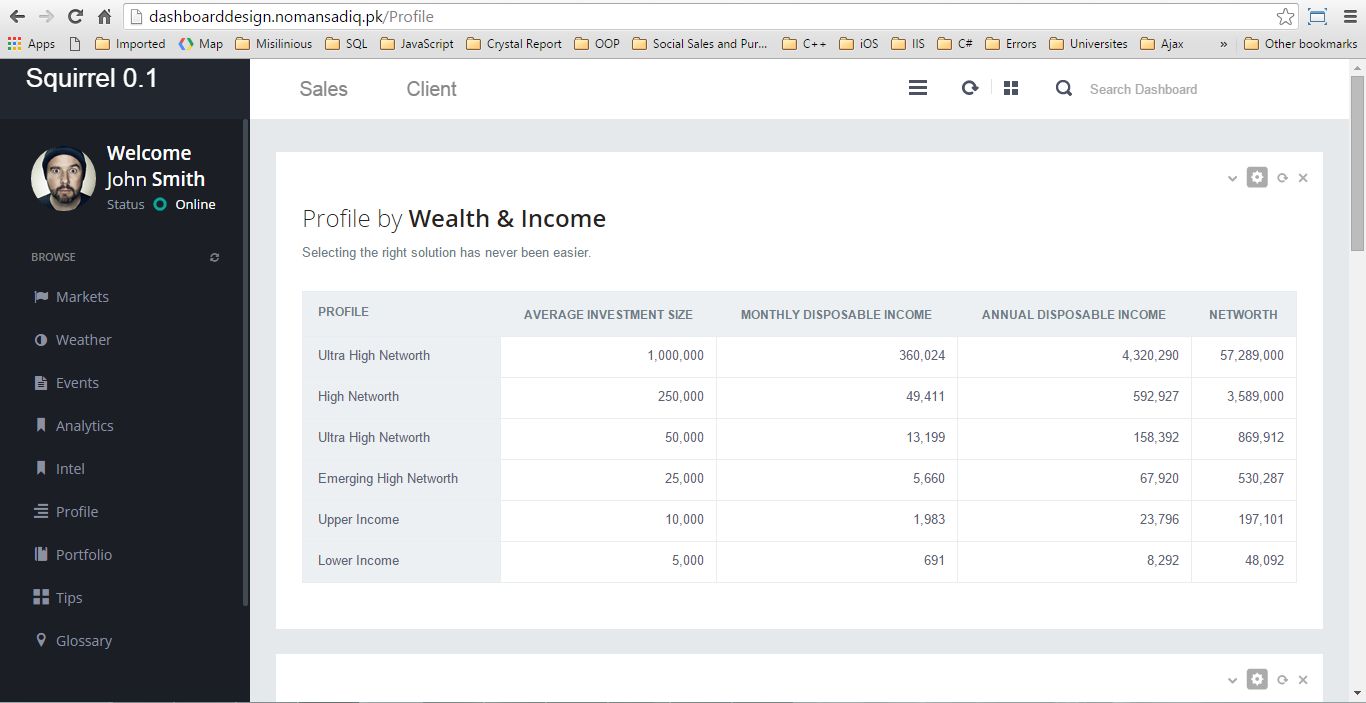 dashboarddesign.nomansadiq.pk/Profile
Apps Imported Map Misilinious SQL JavaScript Crystal Report OOP Social Sales and Pur... C++ iOS IIS C# Errors Universites Ajax » Other bookmarks
Squirrel 0.1
Sales Client Search Dashboard
Welcome
John Smith
Status Online
BROWSE
Markets
Weather
Events
Analytics
Intel
Profile
Portfolio
Tips
Glossary
Profile by Wealth & Income
Selecting the right solution has never been easier.
PROFILE AVERAGE INVESTMENT SIZE MONTHLY DISPOSABLE INCOME ANNUAL DISPOSABLE INCOME NETWORTH
Ultra High Networth 1,000,000 360,024 4,320,290 57,289,000
High Networth 250,000 49,411 592,927 3,589,000
Ultra High Networth 50,000 13,199 158,392 869,912
Emerging High Networth 25,000 5,660 67,920 530,287
Upper Income 10,000 1,983 23,796 197,101
Lower Income 5,000 691 8,292 48,092